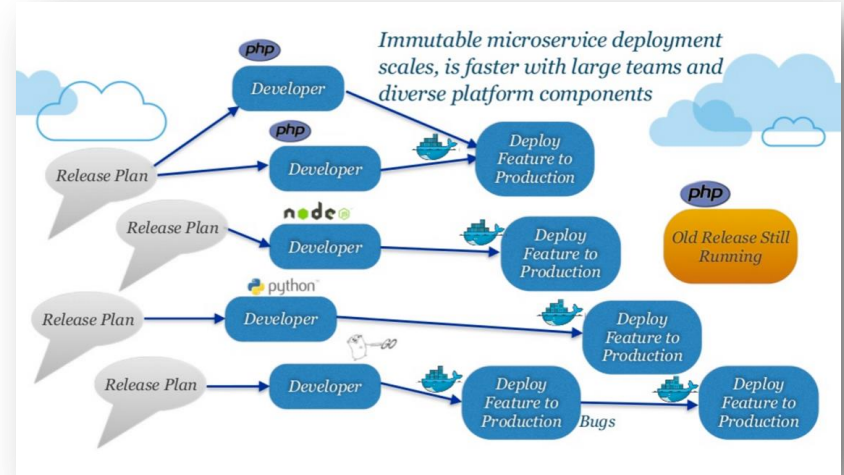 php
Immutable microservice deployment
scales, is faster with large teams and
diverse platform components
Developer
php
Developer
Deploy
Feature to
Production
Release Plan
php
Old Release Still
Running
node
JS
Release Plan
Developer
Deploy
Feature to
Production
python
Release Plan
Developer
Deploy
Feature to
Production
GO
Release Plan
Developer
Deploy
Feature to
Production
Bugs
Deploy
Feature to
Production